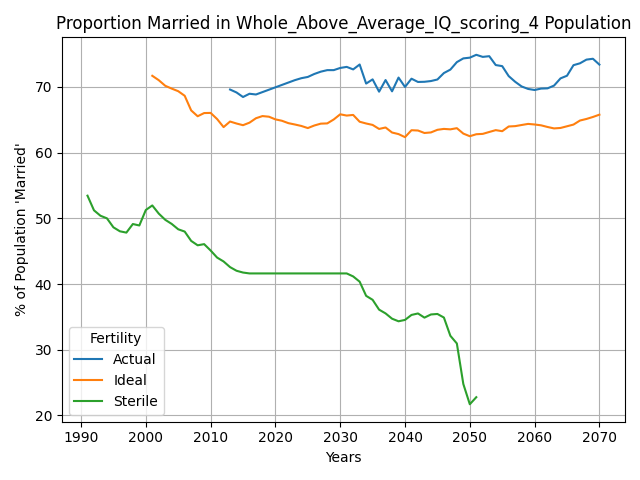 Proportion Married in Whole_Above_Average_IQ_scoring_4 Population
% of Population 'Married'
70
60
50
40
30
20
Fertility
Actual
Ideal
Sterile
1990 2000 2010 2020 2030 2040 2050 2060 2070
Years